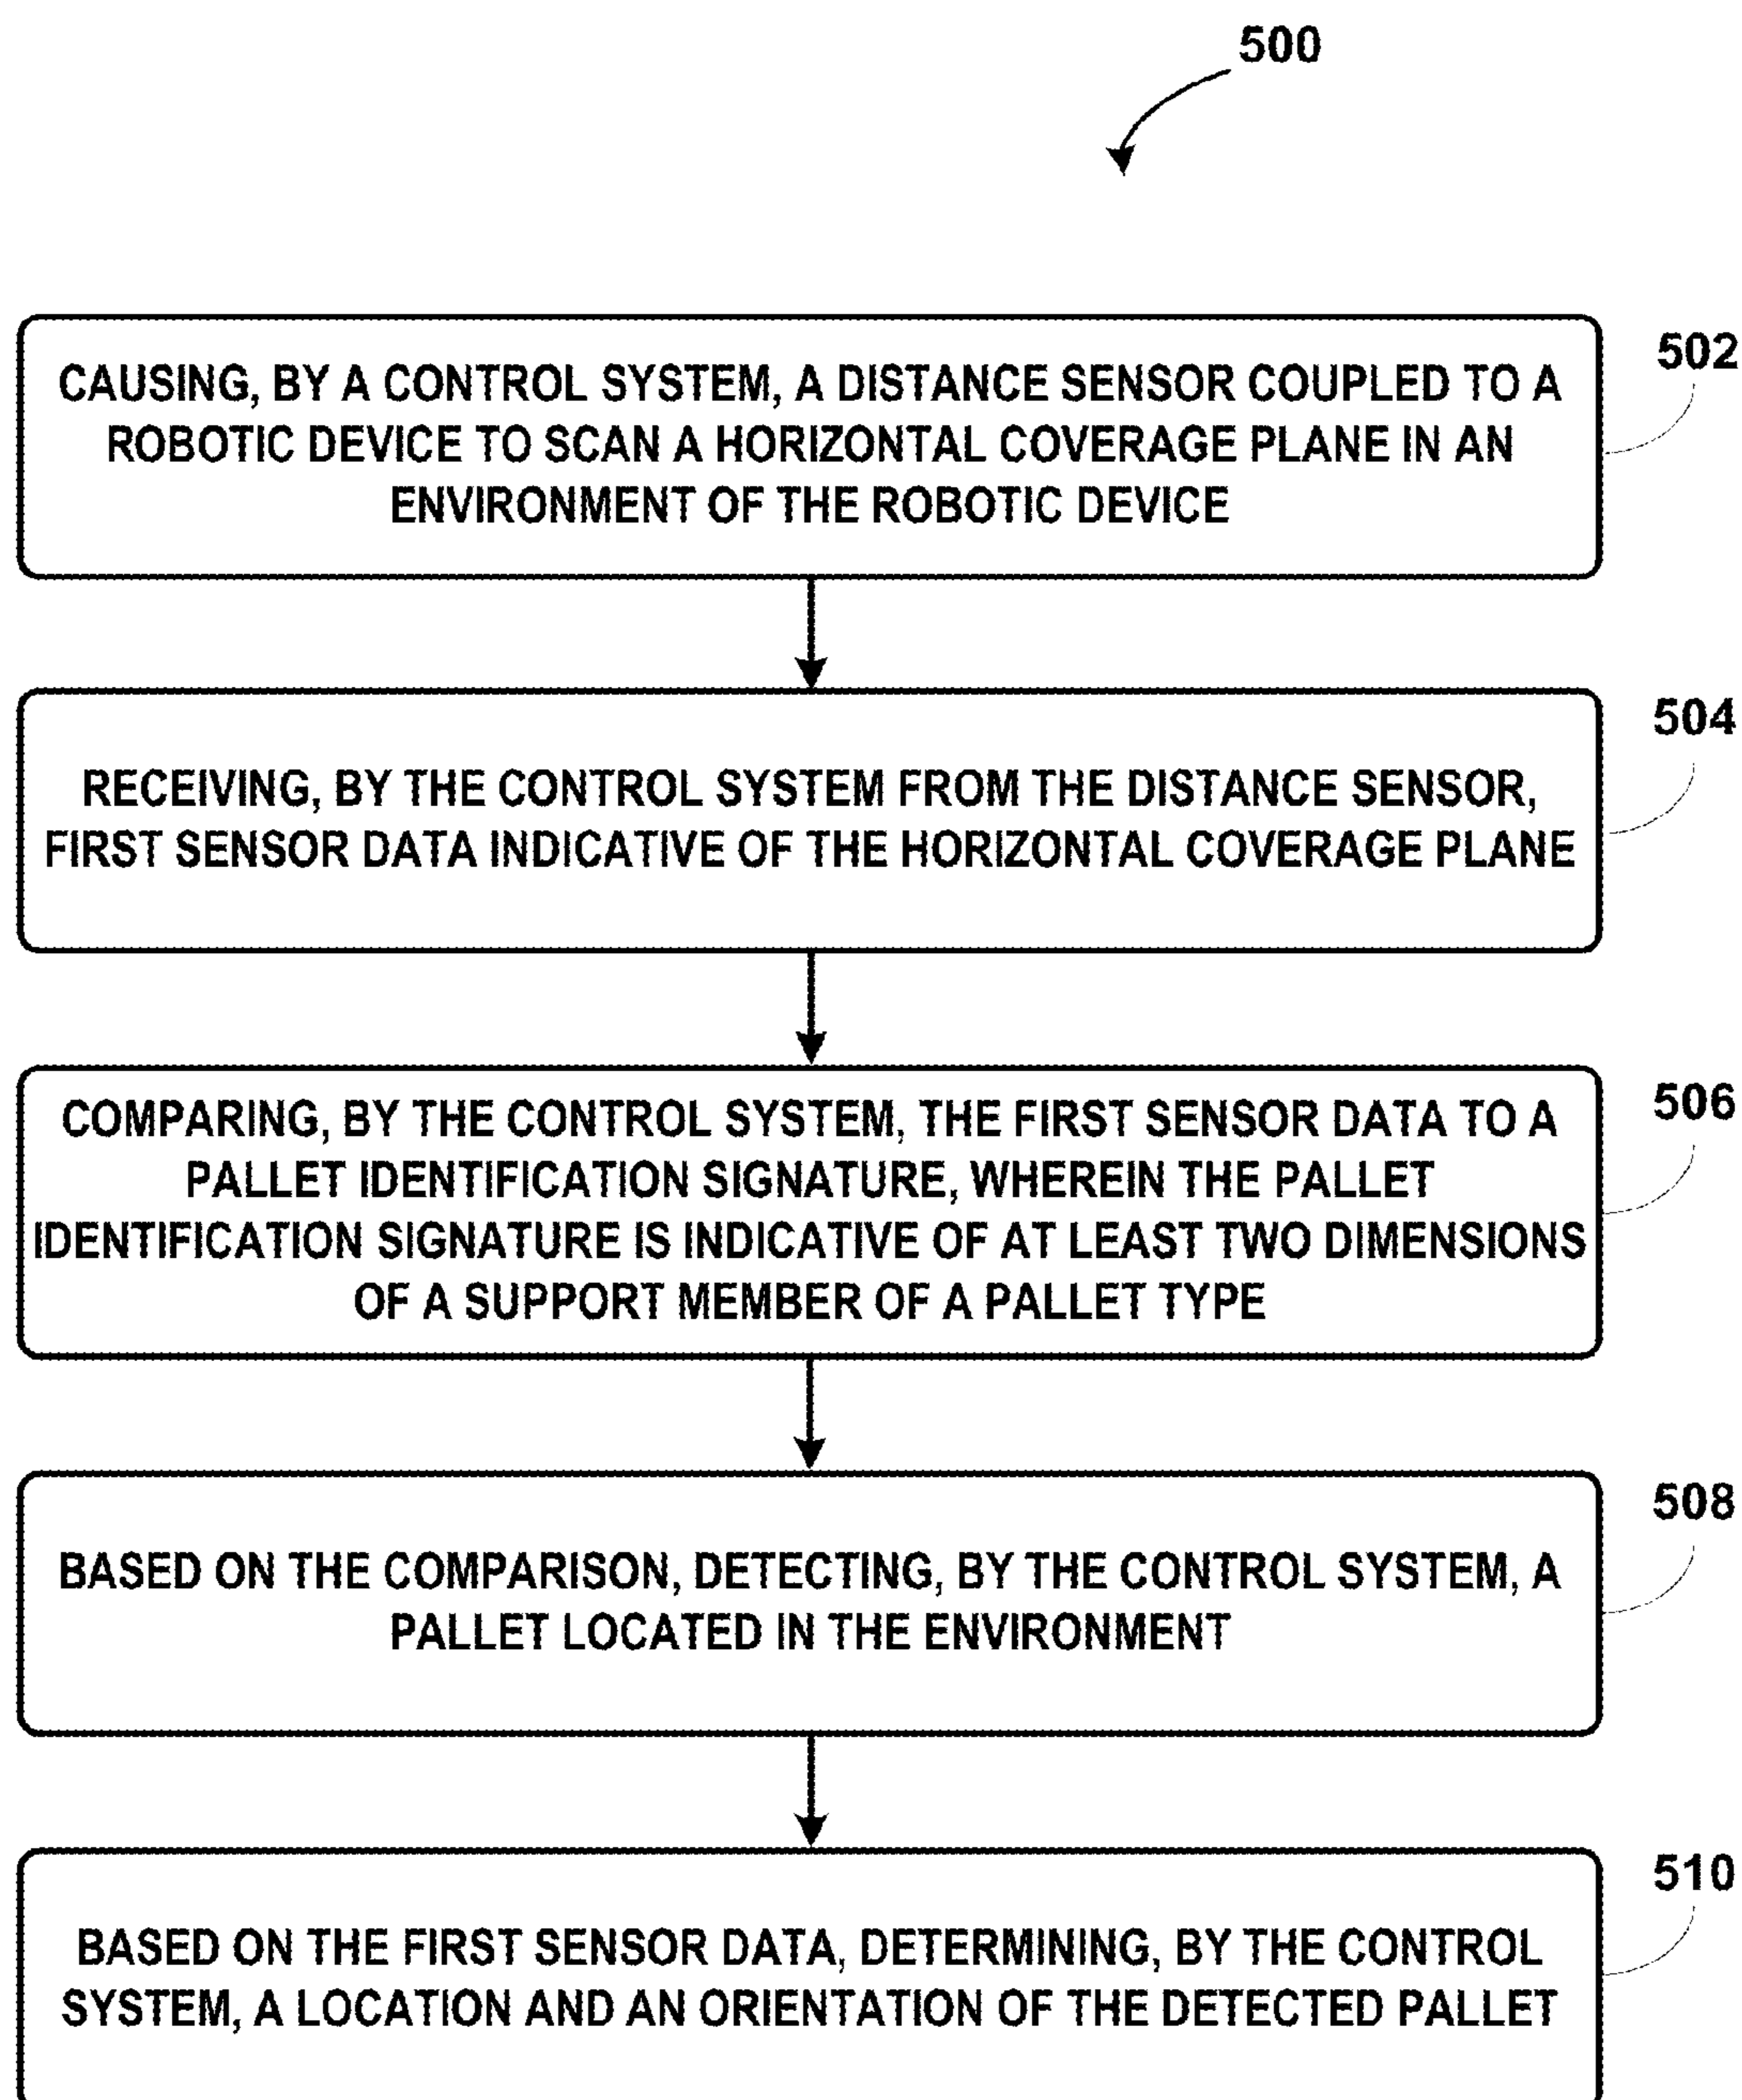 500
CAUSING, BY A CONTROL SYSTEM, A DISTANCE SENSOR COUPLED TO A
ROBOTIC DEVICE TO SCAN A HORIZONTAL COVERAGE PLANE IN AN
ENVIRONMENT OF THE ROBOTIC DEVICE
502
RECEIVING, BY THE CONTROL SYSTEM FROM THE DISTANCE SENSOR,
FIRST SENSOR DATA INDICATIVE OF THE HORIZONTAL COVERAGE PLANE
504
COMPARING, BY THE CONTROL SYSTEM, THE FIRST SENSOR DATA TO A
PALLET IDENTIFICATION SIGNATURE, WHEREIN THE PALLET
IDENTIFICATION SIGNATURE IS INDICATIVE OF AT LEAST TWO DIMENSIONS
OF A SUPPORT MEMBER OF A PALLET TYPE
506
BASED ON THE COMPARISON, DETECTING, BY THE CONTROL SYSTEM, A
PALLET LOCATED IN THE ENVIRONMENT
508
BASED ON THE FIRST SENSOR DATA, DETERMINING, BY THE CONTROL
SYSTEM, A LOCATION AND AN ORIENTATION OF THE DETECTED PALLET
510